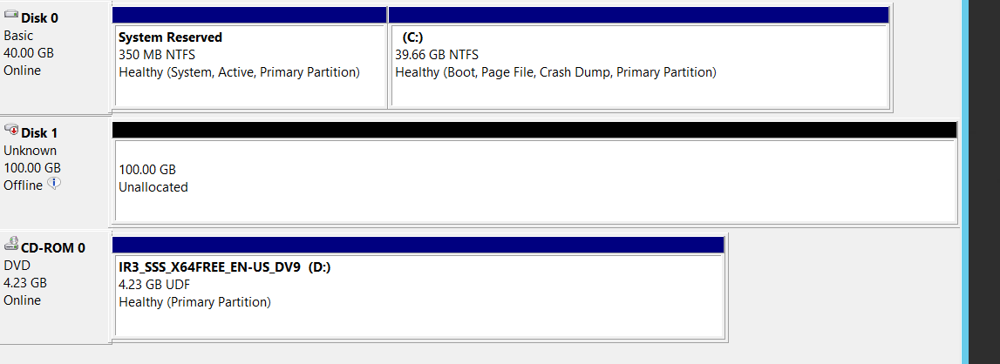 Disk 0
Basic
40.00 GB
Online
System Reserved
350 MB NTFS
Healthy (System, Active, Primary Partition)
(C:)
39.66 GB NTFS
Healthy (Boot, Page File, Crash Dump, Primary Partition)
Disk 1
Unknown
100.00 GB
Offline
100.00 GB
Unallocated
CD-ROM 0
DVD
4.23 GB
Online
IR3_SSS_X64FREE_EN-US_DV9 (D:)
4.23 GB UDF
Healthy (Primary Partition)